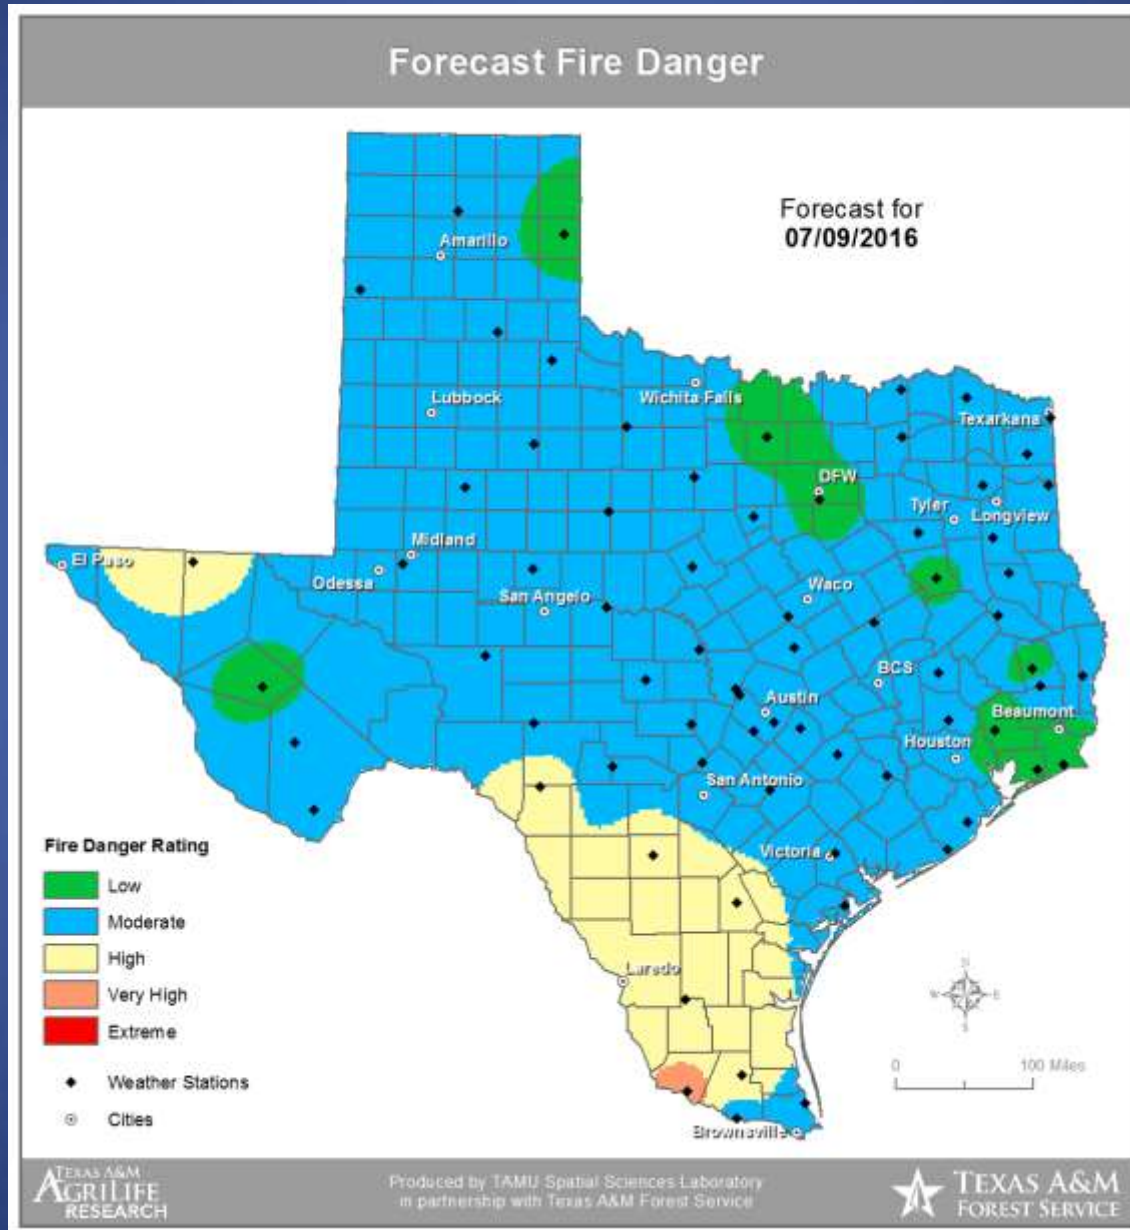 Forecast Fire Danger
Forecast for
07/09/2016
Amarillo
Lubbock
Wichita Falls
Texarkana
DFW
Tyler
Longview
El Paso
Midland
Odessa
San Angelo
Waco
BCS
Austin
Beaumont
Houston
San Antonio
Victoria
Laredo
Brownsville
Fire Danger Rating
Low
Moderate
High
Very High
Extreme
Weather Stations
Cities
N
W E
S
0 100 Miles
TEXAS A&M
AGRILIFE
RESEARCH
Produced by TAMU Spatial Sciences Laboratory
in partnership with Texas A&M Forest Service
TEXAS A&M
FOREST SERVICE